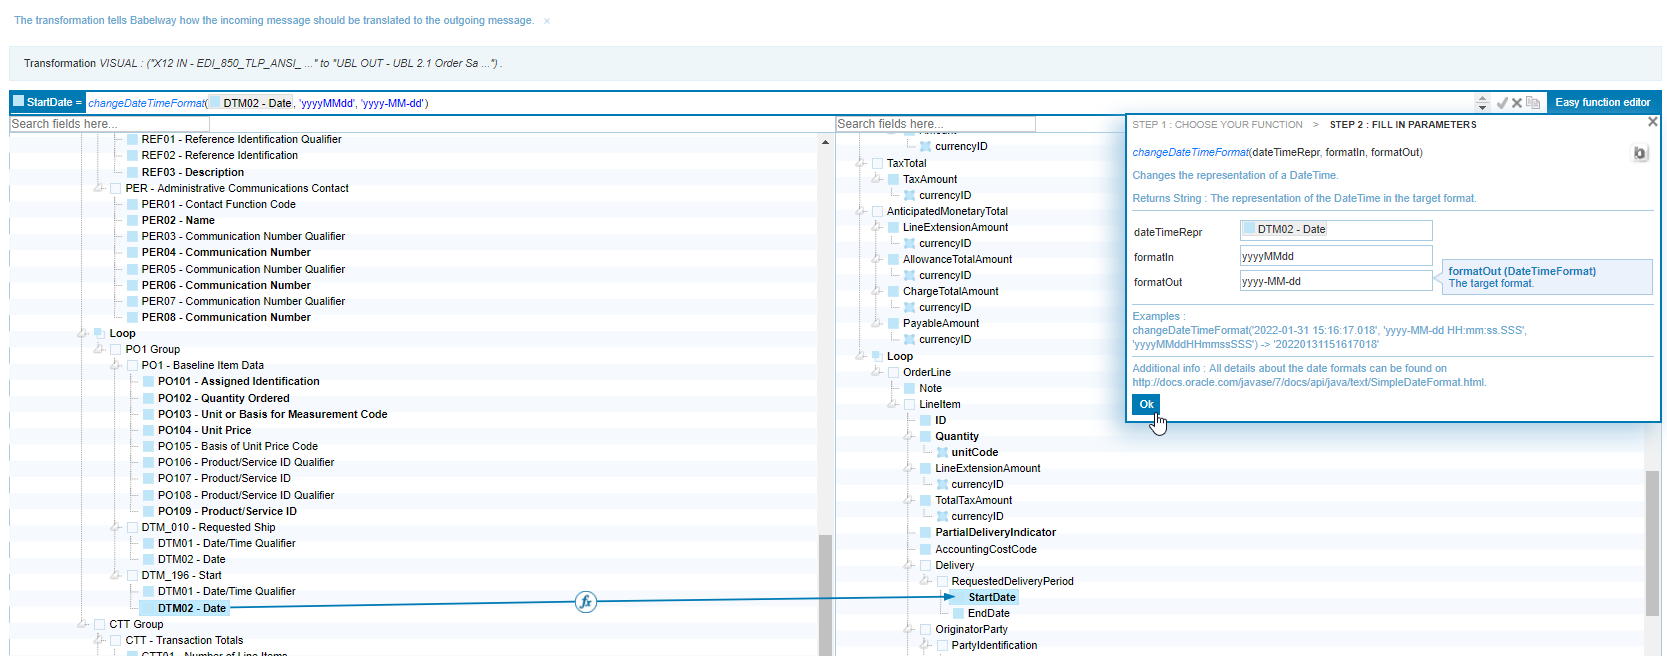 The transformation tells Babelway how the incoming message should be translated to the outgoing message. ×
Transformation VISUAL : ("X12 IN - EDI_850_TLP_ANSI_ ..." to "UBL OUT - UBL 2.1 Order Sa ...") .
StartDate = changeDateTimeFormat( DTM02 - Date , 'yyyyMMdd', 'yyyy-MM-dd')
Easy function editor
Search fields here...
REF01 - Reference Identification Qualifier
REF02 - Reference Identification
REF03 - Description
PER - Administrative Communications Contact
PER01 - Contact Function Code
PER02 - Name
PER03 - Communication Number Qualifier
PER04 - Communication Number
PER05 - Communication Number Qualifier
PER06 - Communication Number
PER07 - Communication Number Qualifier
PER08 - Communication Number
Loop
PO1 Group
PO1 - Baseline Item Data
PO101 - Assigned Identification
PO102 - Quantity Ordered
PO103 - Unit or Basis for Measurement Code
PO104 - Unit Price
PO105 - Basis of Unit Price Code
PO106 - Product/Service ID Qualifier
PO107 - Product/Service ID
PO108 - Product/Service ID Qualifier
PO109 - Product/Service ID
DTM_010 - Requested Ship
DTM01 - Date/Time Qualifier
DTM02 - Date
DTM_196 - Start
DTM01 - Date/Time Qualifier
DTM02 - Date
CTT Group
CTT - Transaction Totals
CTT01 - Number of Line Items
fx
Search fields here...
Amount
currencyID
TaxTotal
TaxAmount
currencyID
AnticipatedMonetaryTotal
LineExtensionAmount
currencyID
AllowanceTotalAmount
currencyID
ChargeTotalAmount
currencyID
PayableAmount
currencyID
Loop
OrderLine
Note
LineItem
ID
Quantity
unitCode
LineExtensionAmount
currencyID
TotalTaxAmount
currencyID
PartialDeliveryIndicator
AccountingCostCode
Delivery
RequestedDeliveryPeriod
StartDate
EndDate
OriginatorParty
PartyIdentification
STEP 1 : CHOOSE YOUR FUNCTION > STEP 2 : FILL IN PARAMETERS
changeDateTimeFormat(dateTimeRepr, formatIn, formatOut)
b
Changes the representation of a DateTime.
Returns String : The representation of the DateTime in the target format.
dateTimeRepr DTM02 - Date
formatIn yyyyMMdd
formatOut yyyy-MM-dd
formatOut (DateTimeFormat)
The target format.
Examples :
changeDateTimeFormat('2022-01-31 15:16:17.018', 'yyyy-MM-dd HH:mm:ss.SSS',
'yyyyMMddHHmmssSSS') -> '20220131151617018'
Additional info : All details about the date formats can be found on
http://docs.oracle.com/javase/7/docs/api/java/text/SimpleDateFormat.html.
Ok